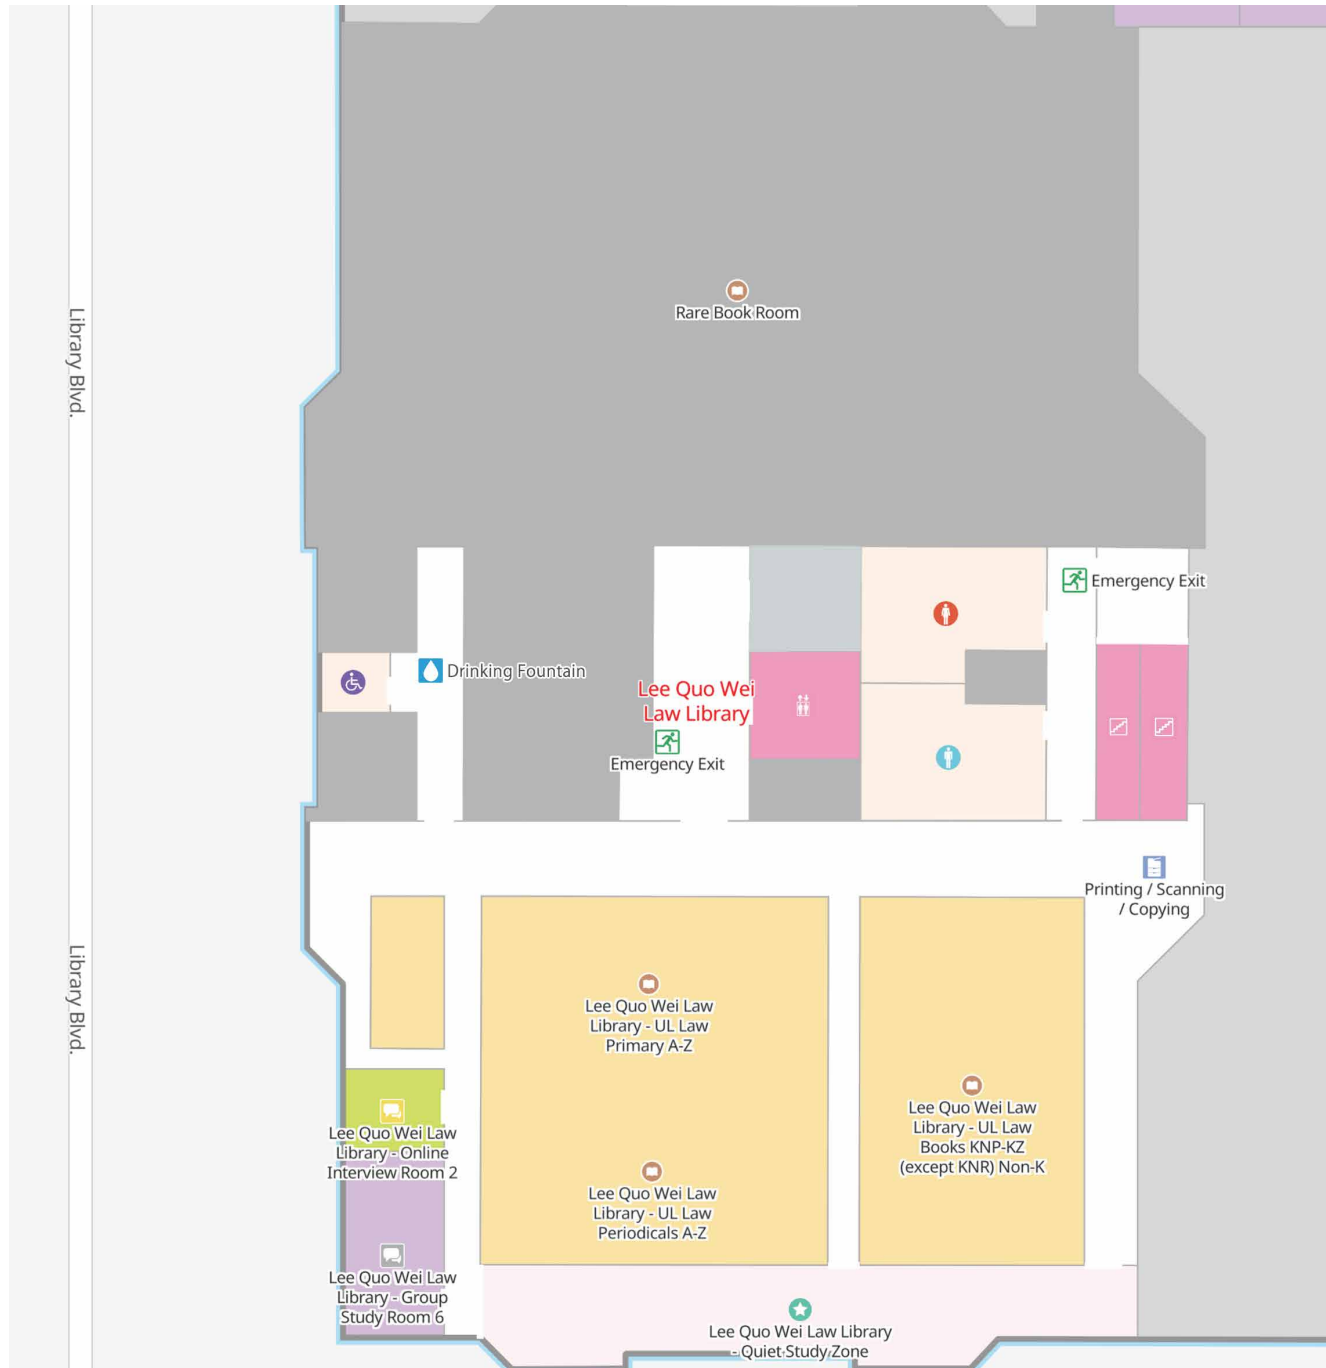 Library Blvd.
Rare Book Room
Emergency Exit
Drinking Fountain
Lee Quo Wei
Law Library
Emergency Exit
Printing / Scanning
/ Copying
Library Blvd.
Lee Quo Wei Law
Library - UL Law
Primary A-Z
Lee Quo Wei Law
Library - UL Law
Books KNP-KZ
(except KNR) Non-K
Lee Quo Wei Law
Library - Online
Interview Room 2
Lee Quo Wei Law
Library - UL Law
Periodicals A-Z
Lee Quo Wei Law
Library - Group
Study Room 6
Lee Quo Wei Law Library
- Quiet Study Zone